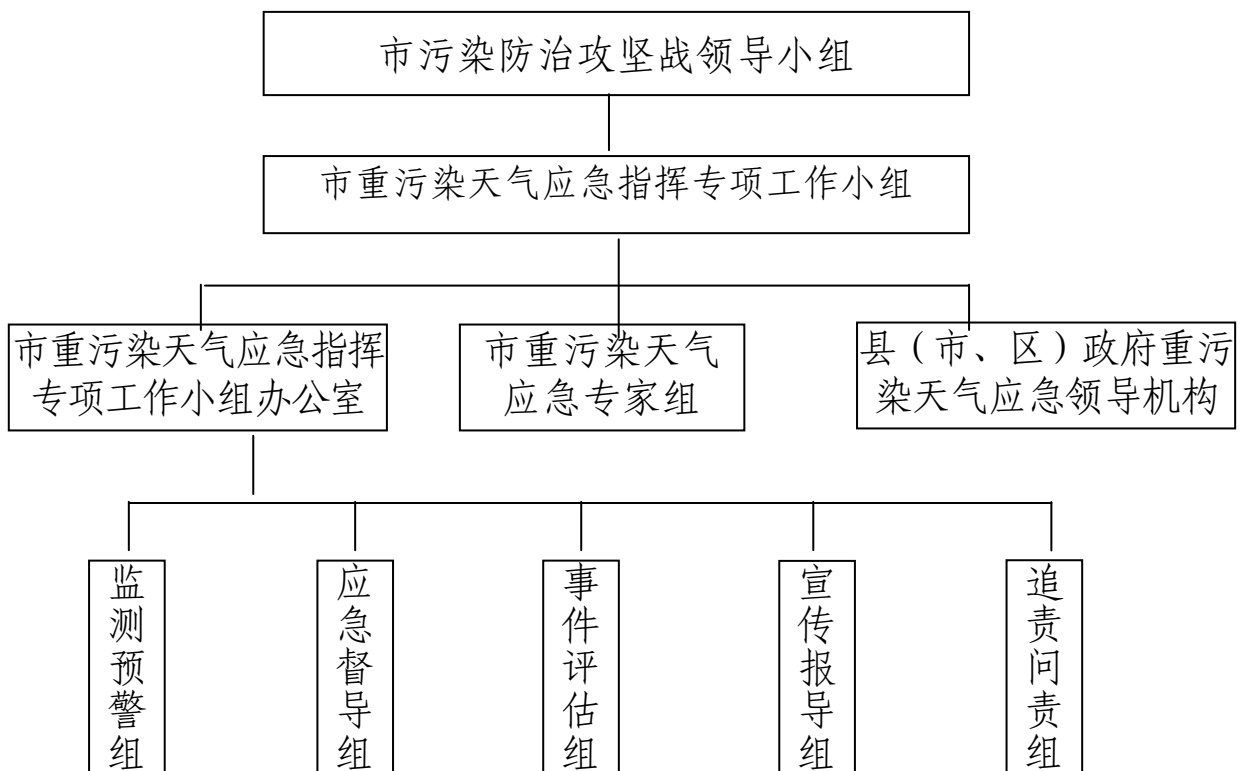 市污染防治攻坚战领导小组
市重污染天气应急指挥专项工作小组
市重污染天气应急指挥
专项工作小组办公室
市重污染天气
应急专家组
县（市、区）政府重污
染天气应急领导机构
监测预警组
应急督导组
事件评估组
宣传报导组
追责问责组